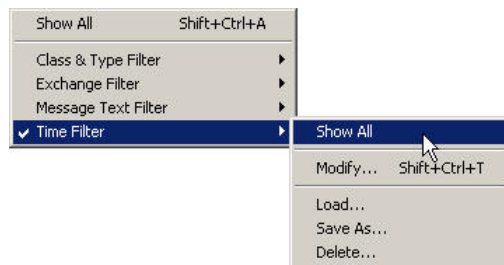 Show All Shift+Ctrl+A
Class & Type Filter
Exchange Filter
Message Text Filter
Time Filter
Show All
Modify... Shift+Ctrl+T
Load...
Save As...
Delete...